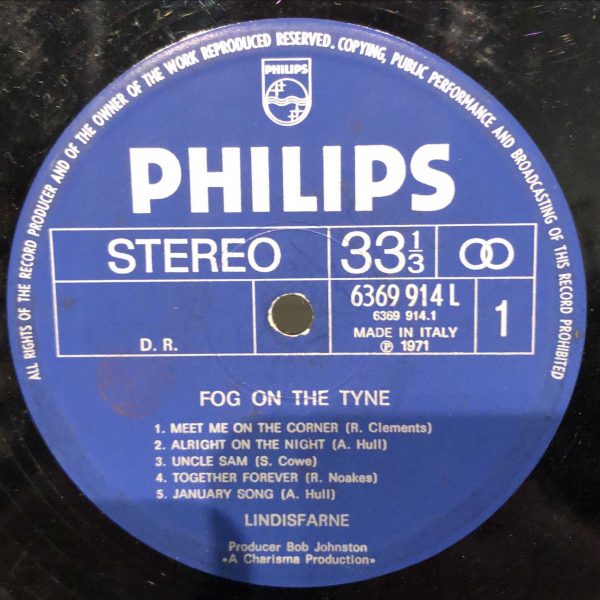 ALL RIGHTS OF THE RECORD PRODUCER AND OF THE OWNER OF THE WORK REPRODUCED RESERVED. COPYING, PUBLIC PERFORMANCE AND BROADCASTING OF THIS RECORD PROHIBITED
PHILIPS
PHILIPS
STEREO 33 1/3
6369 914 L
6369 914.1
MADE IN ITALY
Ⓟ 1971
1
D. R.
FOG ON THE TYNE
1. MEET ME ON THE CORNER (R. Clements)
2. ALRIGHT ON THE NIGHT (A. Hull)
3. UNCLE SAM (S. Cowe)
4. TOGETHER FOREVER (R. Noakes)
5. JANUARY SONG (A. Hull)
LINDISFARNE
Producer Bob Johnston
«A Charisma Production»